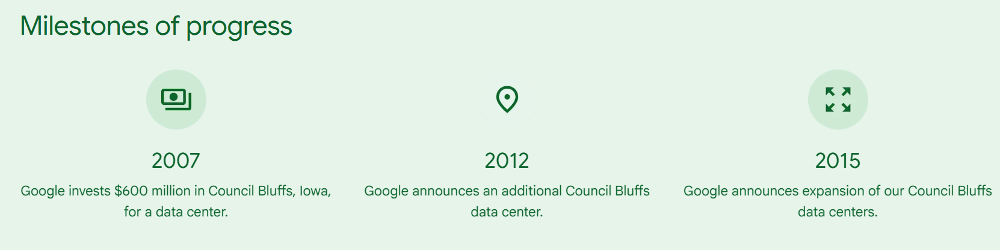 Milestones of progress
2007
Google invests $600 million in Council Bluffs, Iowa,
for a data center.
2012
Google announces an additional Council Bluffs
data center.
2015
Google announces expansion of our Council Bluffs
data centers.